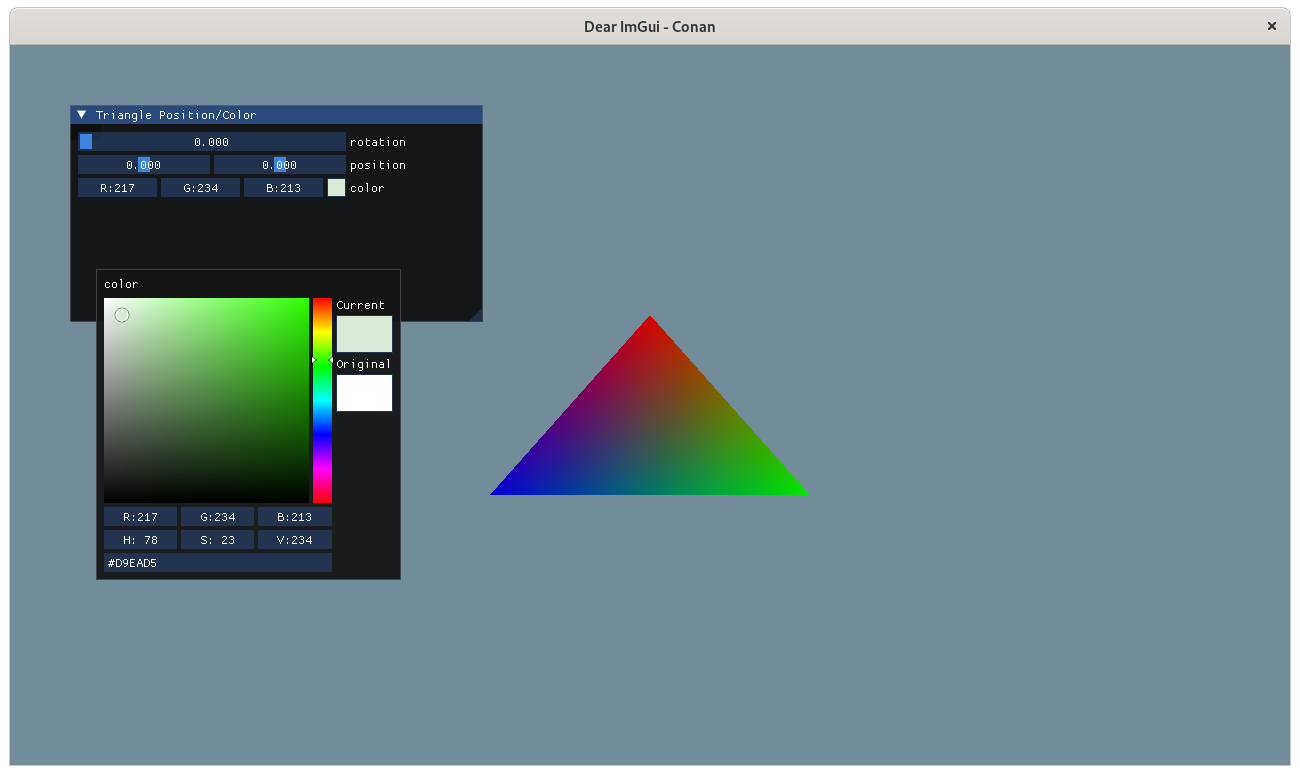 Dear ImGui - Conan
Triangle Position/Color
0.000 rotation
0.000 0.000 position
R:217 G:234 B:213 color
color
Current
Original
R:217 G:234 B:213
H: 78 S: 23 V:234
#D9EAD5